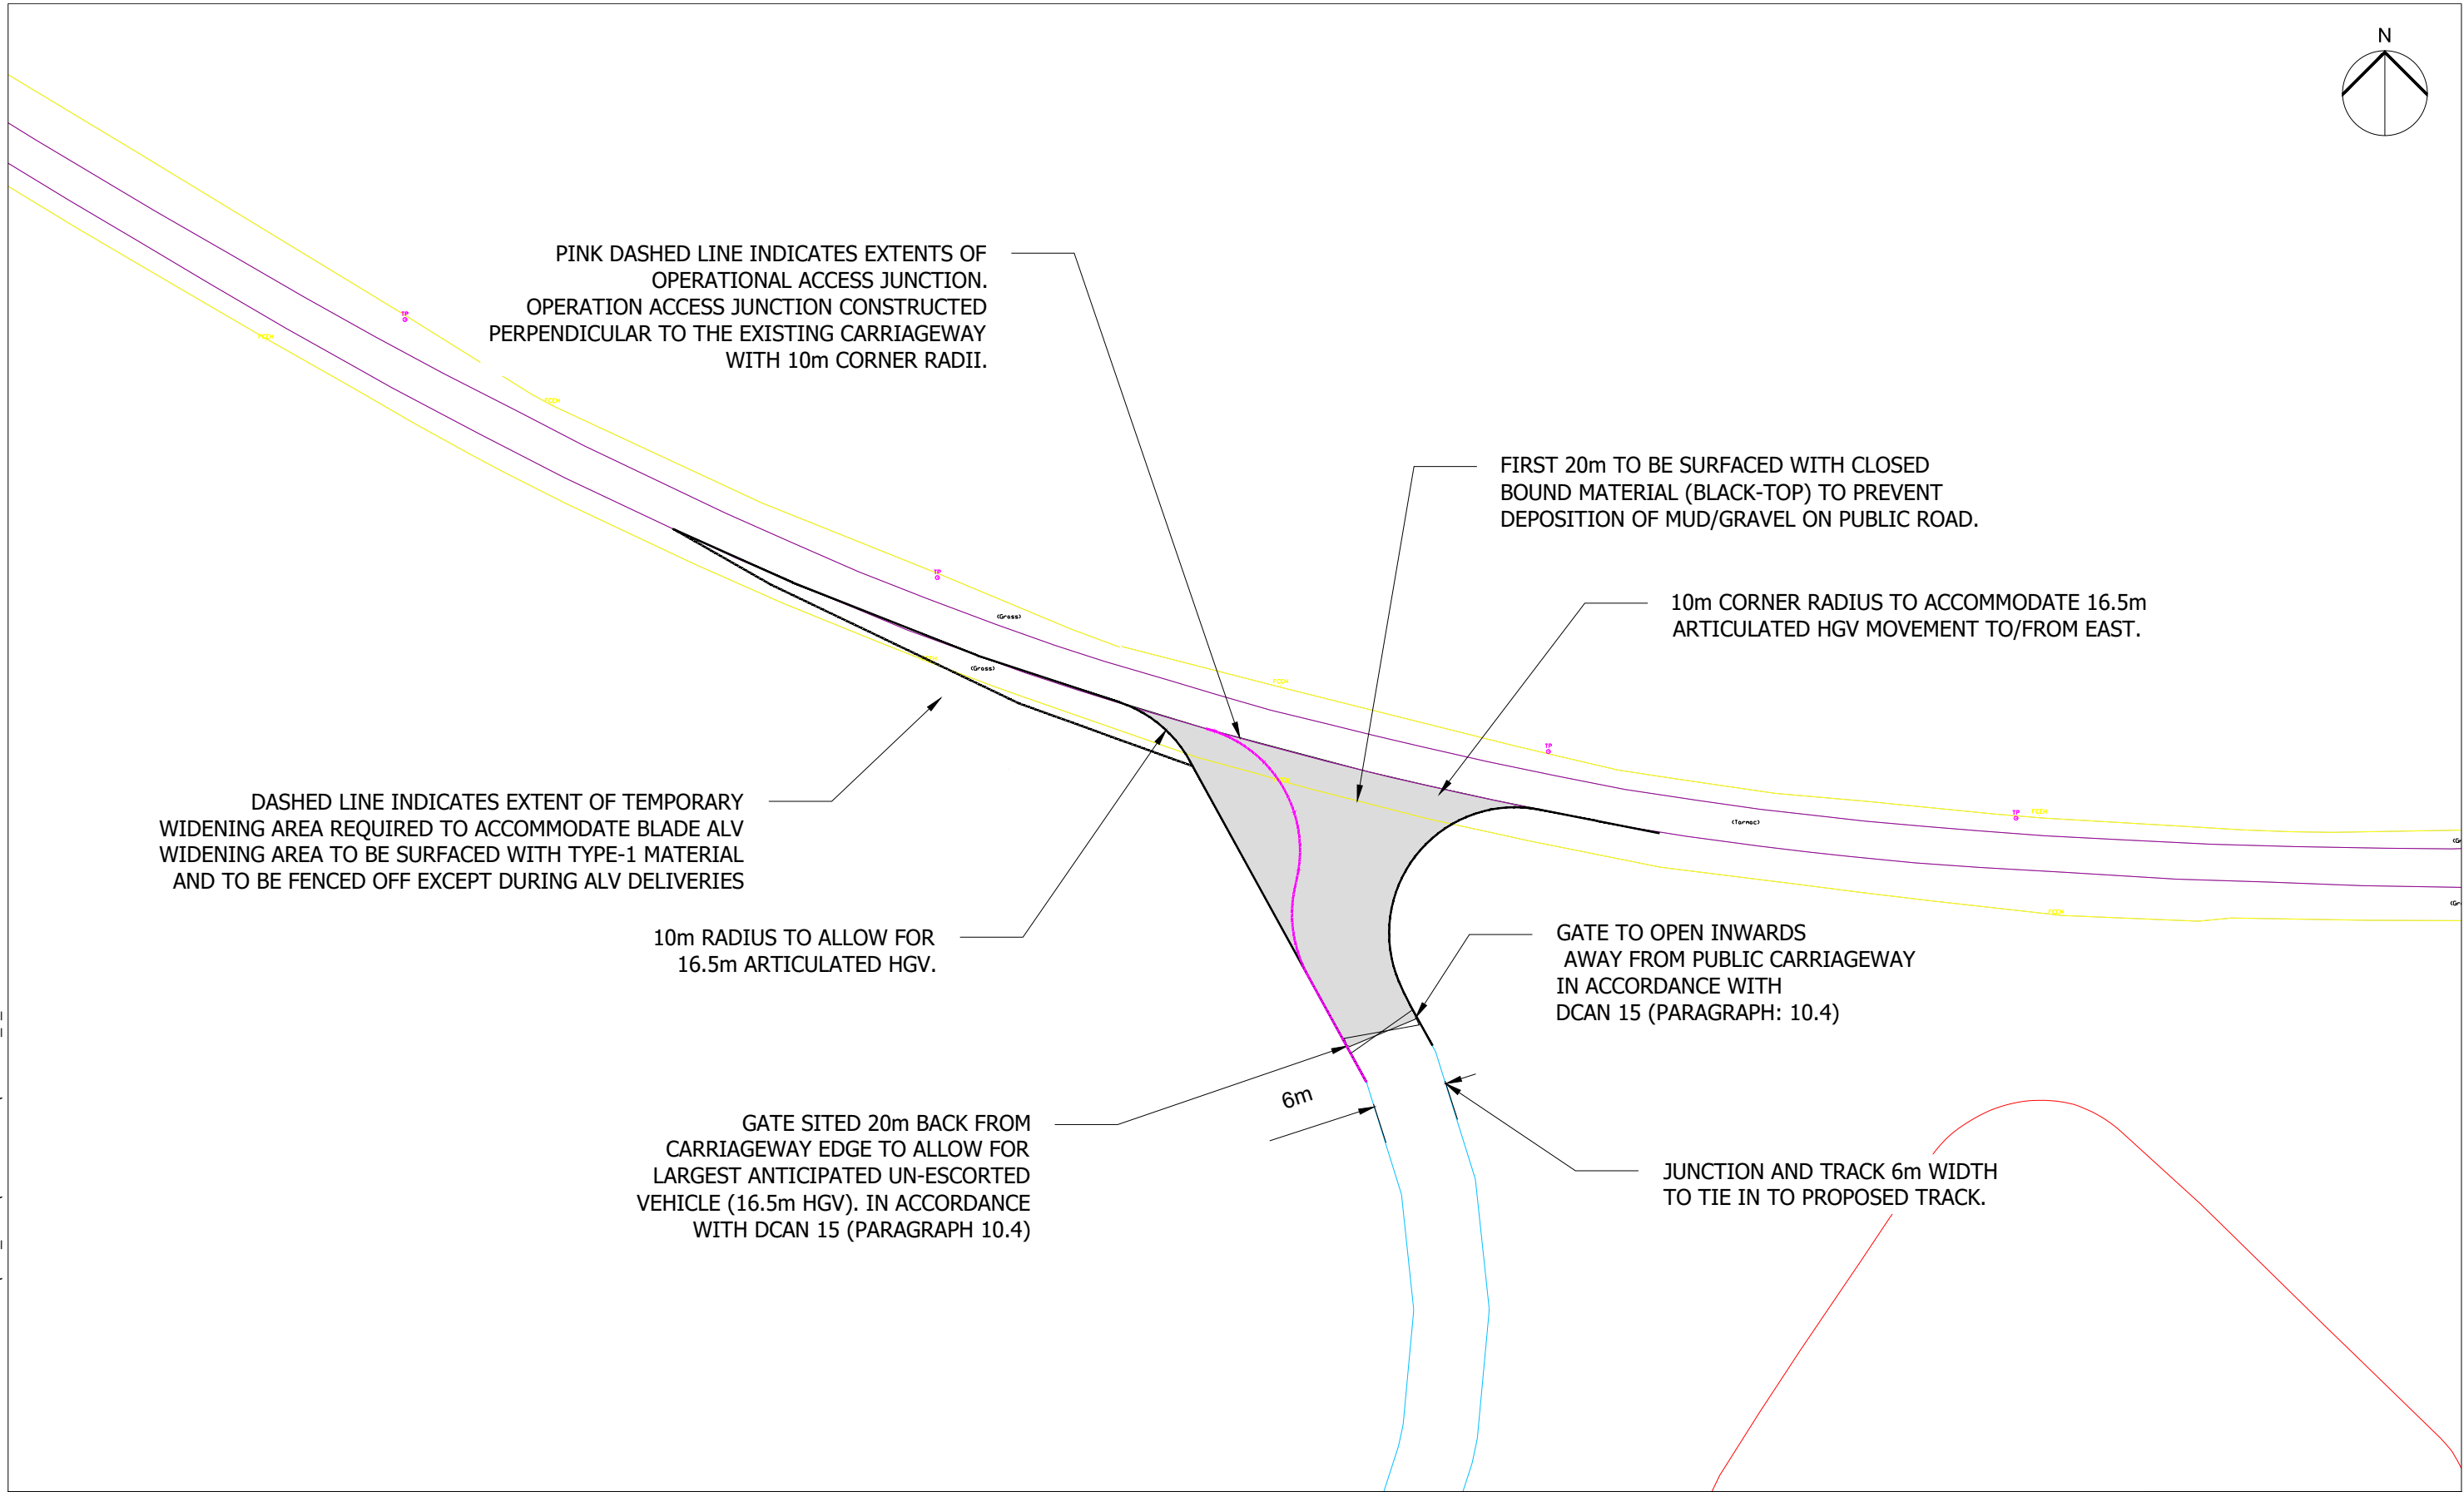 N
PINK DASHED LINE INDICATES EXTENTS OF
OPERATIONAL ACCESS JUNCTION.
OPERATION ACCESS JUNCTION CONSTRUCTED
PERPENDICULAR TO THE EXISTING CARRIAGEWAY
WITH 10m CORNER RADII.
TP
TP
(Grass)
(Grass)
FIRST 20m TO BE SURFACED WITH CLOSED
BOUND MATERIAL (BLACK-TOP) TO PREVENT
DEPOSITION OF MUD/GRAVEL ON PUBLIC ROAD.
10m CORNER RADIUS TO ACCOMMODATE 16.5m
ARTICULATED HGV MOVEMENT TO/FROM EAST.
TP
TP
(Tarmac)
DASHED LINE INDICATES EXTENT OF TEMPORARY
WIDENING AREA REQUIRED TO ACCOMMODATE BLADE ALV
WIDENING AREA TO BE SURFACED WITH TYPE-1 MATERIAL
AND TO BE FENCED OFF EXCEPT DURING ALV DELIVERIES
10m RADIUS TO ALLOW FOR
16.5m ARTICULATED HGV.
GATE TO OPEN INWARDS
AWAY FROM PUBLIC CARRIAGEWAY
IN ACCORDANCE WITH
DCAN 15 (PARAGRAPH: 10.4)
6m
GATE SITED 20m BACK FROM
CARRIAGEWAY EDGE TO ALLOW FOR
LARGEST ANTICIPATED UN-ESCORTED
VEHICLE (16.5m HGV). IN ACCORDANCE
WITH DCAN 15 (PARAGRAPH 10.4)
JUNCTION AND TRACK 6m WIDTH
TO TIE IN TO PROPOSED TRACK.